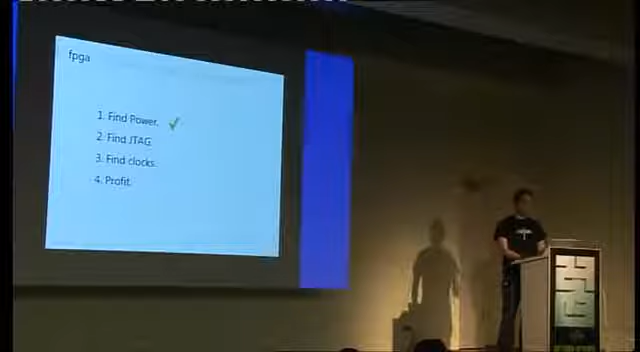 fpga
1. Find Power.
2. Find JTAG
3. Find clocks.
4. Profit.